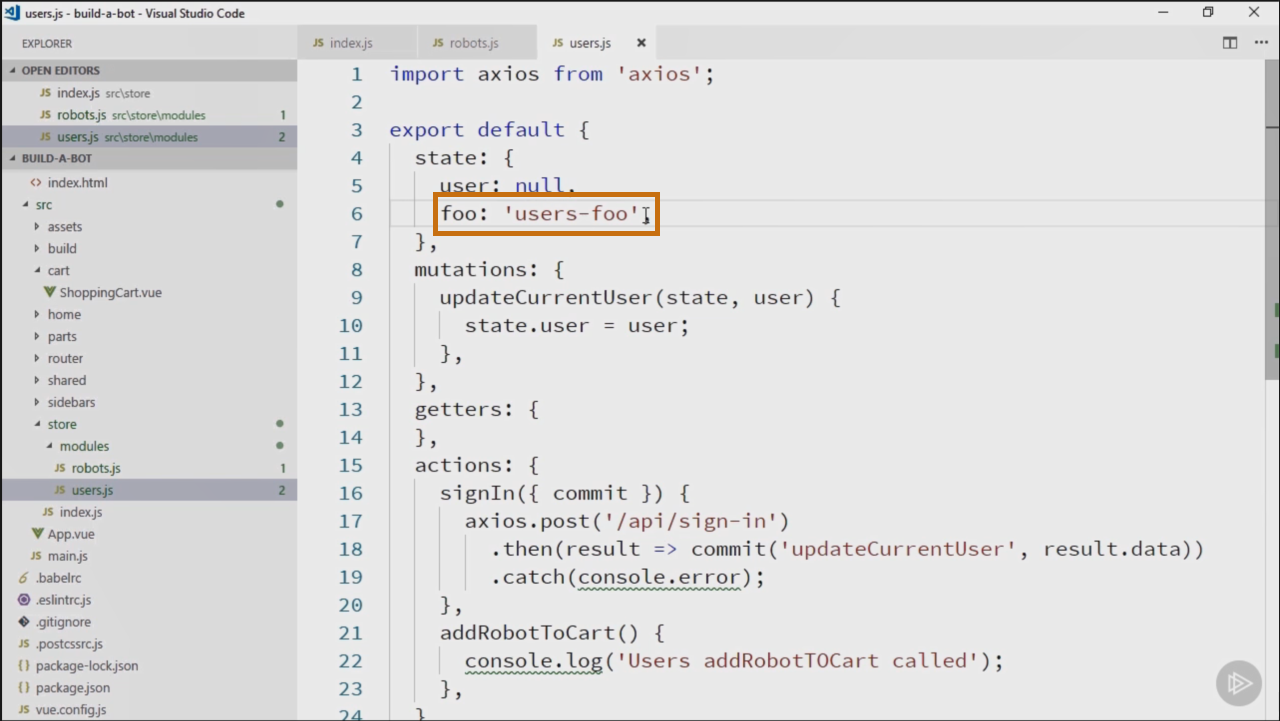 users.js - build-a-bot - Visual Studio Code
EXPLORER
OPEN EDITORS
JS index.js src\store
JS robots.js src\store\modules 1
JS users.js src\store\modules 2
BUILD-A-BOT
<> index.html
src
assets
build
cart
ShoppingCart.vue
home
parts
router
shared
sidebars
store
modules
JS robots.js 1
JS users.js 2
JS index.js
App.vue
JS main.js
.babelrc
.eslintrc.js
.gitignore
JS .postcssrc.js
{} package-lock.json
{} package.json
JS vue.config.js
JS index.js
JS robots.js
JS users.js
1 import axios from 'axios';
2
3 export default {
4 state: {
5 user: null,
6 foo: 'users-foo',
7 },
8 mutations: {
9 updateCurrentUser(state, user) {
10 state.user = user;
11 },
12 },
13 getters: {
14 },
15 actions: {
16 signIn({ commit }) {
17 axios.post('/api/sign-in')
18 .then(result => commit('updateCurrentUser', result.data))
19 .catch(console.error);
20 },
21 addRobotToCart() {
22 console.log('Users addRobotTOCart called');
23 },
24 }